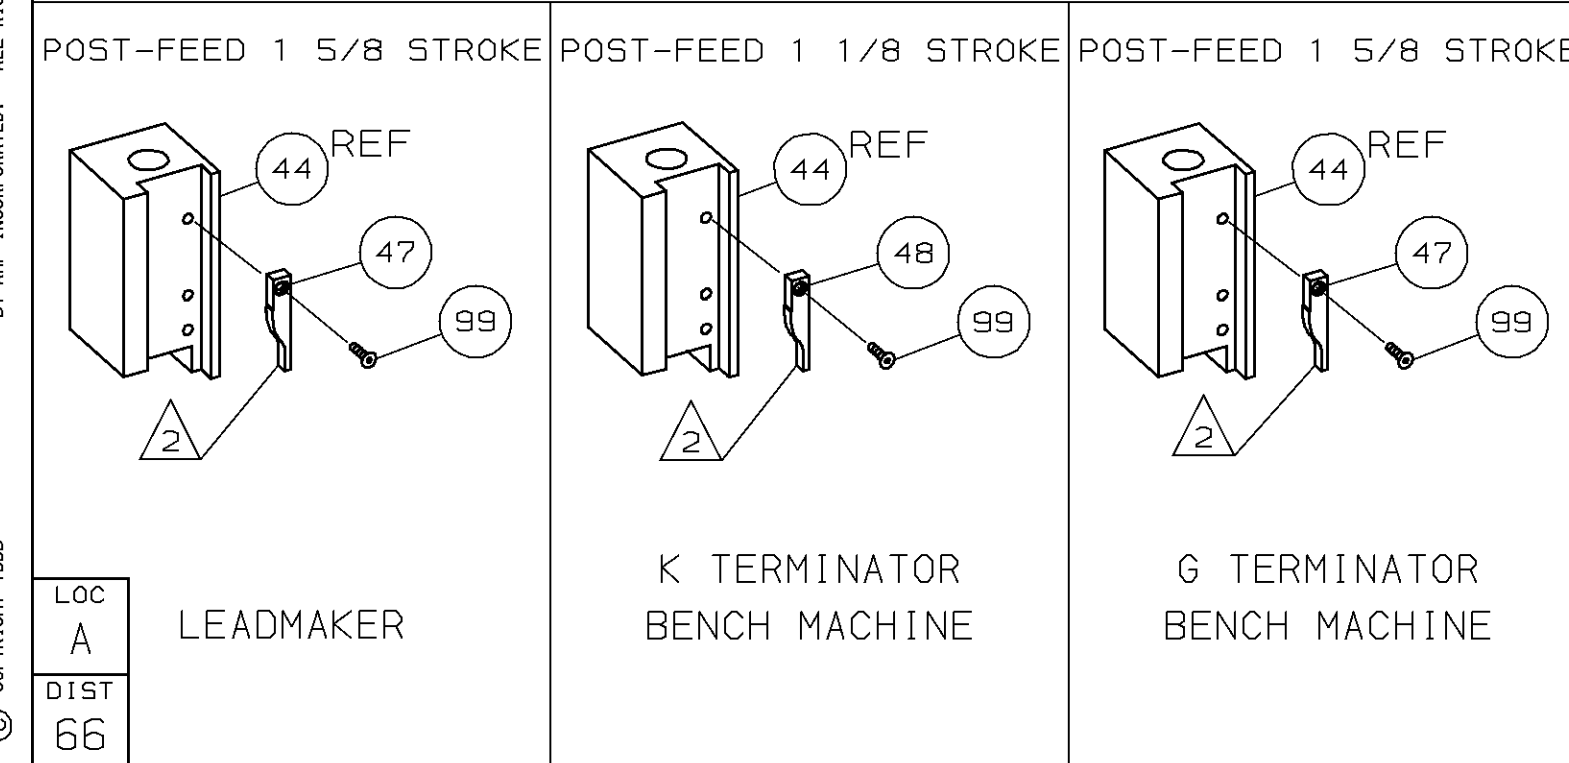 POST-FEED 1 5/8 STROKE
44 REF
47
99
2
LEADMAKER
POST-FEED 1 1/8 STROKE
44 REF
48
99
2
K TERMINATOR
BENCH MACHINE
POST-FEED 1 5/8 STROKE
44 REF
47
99
2
G TERMINATOR
BENCH MACHINE
LOC
A
DIST
66